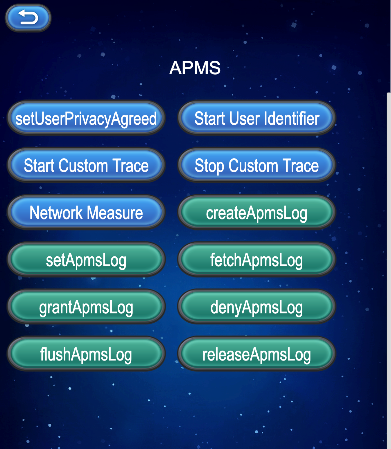 APMS
setUserPrivacyAgreed
Start User Identifier
Start Custom Trace
Stop Custom Trace
Network Measure
createApmsLog
setApmsLog
fetchApmsLog
grantApmsLog
denyApmsLog
flushApmsLog
releaseApmsLog